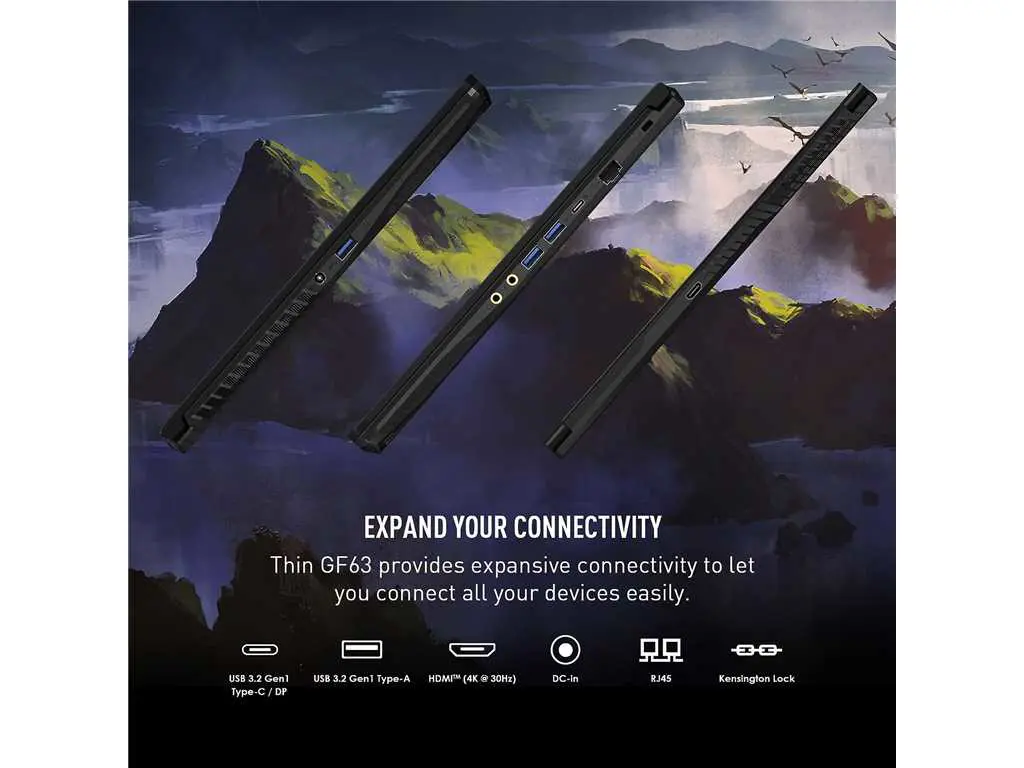 EXPAND YOUR CONNECTIVITY
Thin GF63 provides expansive connectivity to let
you connect all your devices easily.
USB 3.2 Gen1
Type-C / DP
USB 3.2 Gen1 Type-A
HDMI™ (4K @ 30Hz)
DC-in
RJ45
Kensington Lock